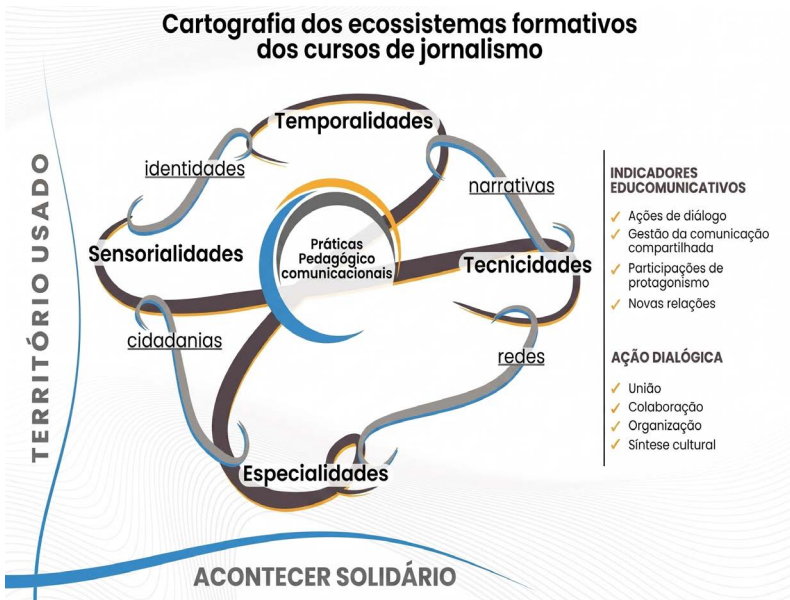 Cartografia dos ecossistemas formativos
dos cursos de jornalismo
TERRITÓRIO USADO
Temporalidades
identidades
narrativas
Sensorialidades
Práticas
Pedagógico
comunicacionais
Tecnicidades
cidadanias
redes
Especialidades
ACONTECER SOLIDÁRIO
INDICADORES
EDUCOMUNICATIVOS
✓ Ações de diálogo
✓ Gestão da comunicação
compartilhada
✓ Participações de
protagonismo
✓ Novas relações
AÇÃO DIALÓGICA
✓ União
✓ Colaboração
✓ Organização
✓ Síntese cultural